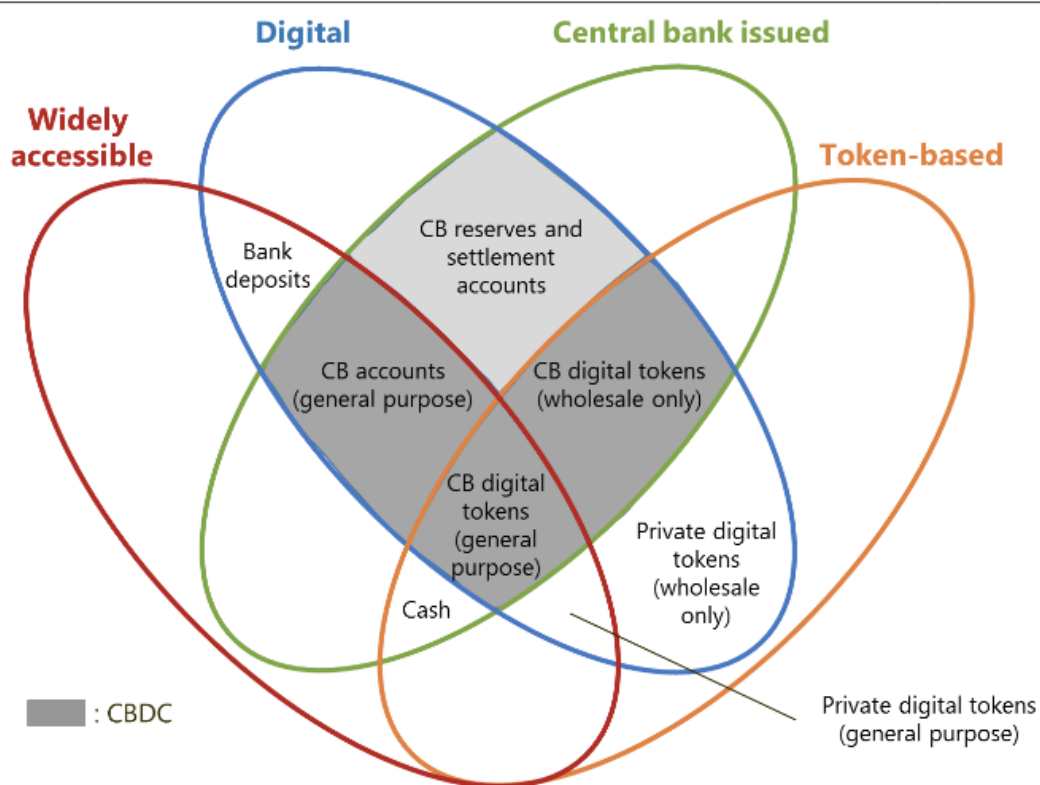 Digital
Central bank issued
Widely
accessible
Token-based
Bank
deposits
CB reserves and
settlement
accounts
CB accounts
(general purpose)
CB digital tokens
(wholesale only)
CB digital
tokens
(general
purpose)
Private digital
tokens
(wholesale
only)
Cash
: CBDC
Private digital tokens
(general purpose)